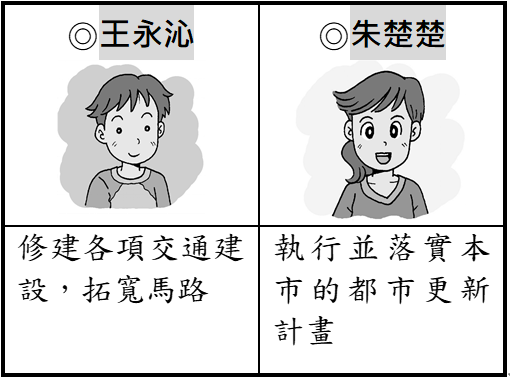 ◎王永沁
◎朱楚楚
修建各項交通建
設，拓寬馬路
執行並落實本
市的都市更新
計畫